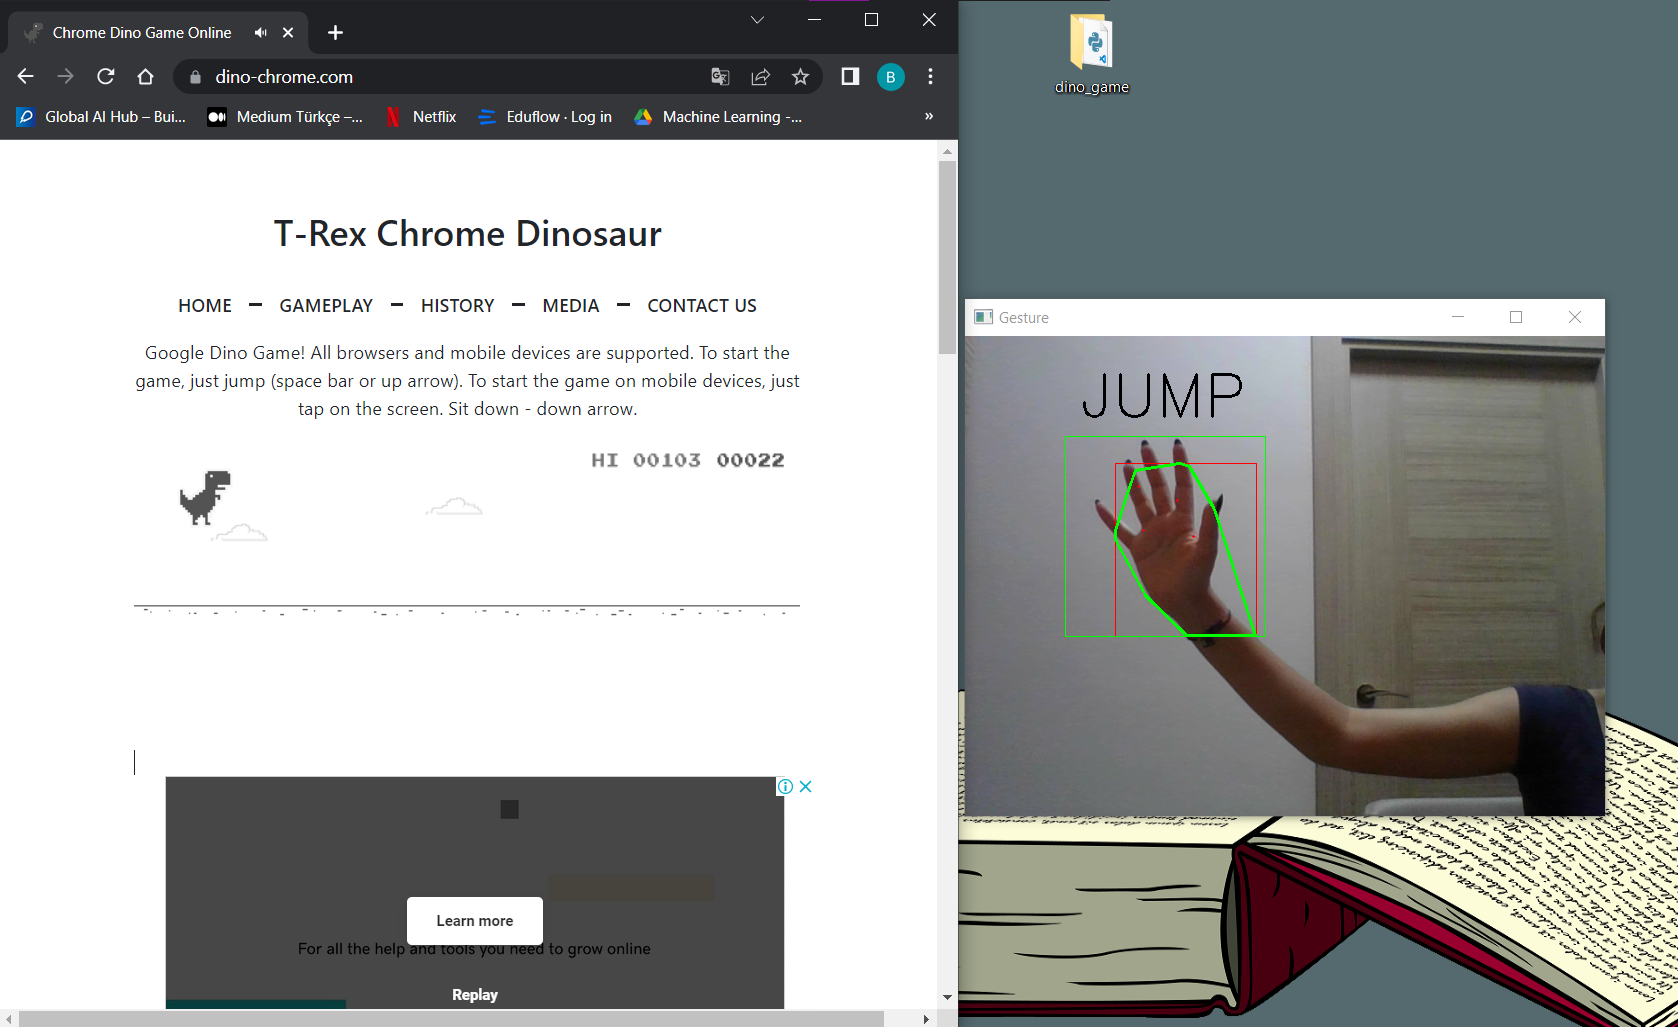 Chrome Dino Game Online
dino-chrome.com
B
Global AI Hub – Bui...
Medium Türkçe –...
Netflix
Eduflow · Log in
Machine Learning -...
»
T-Rex Chrome Dinosaur
HOME — GAMEPLAY — HISTORY — MEDIA — CONTACT US
Google Dino Game! All browsers and mobile devices are supported. To start the
game, just jump (space bar or up arrow). To start the game on mobile devices, just
tap on the screen. Sit down - down arrow.
HI 00103 00022
Learn more
For all the help and tools you need to grow online
Replay
dino_game
Gesture
JUMP